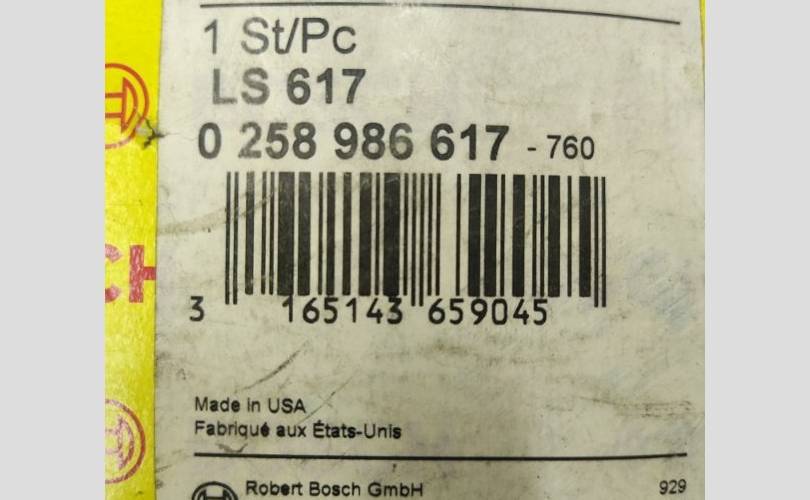 1 St/Pc
LS 617
0 258 986 617 - 760
3 165143 659045
CH
Made in USA
Fabriqué aux États-Unis
Robert Bosch GmbH
929